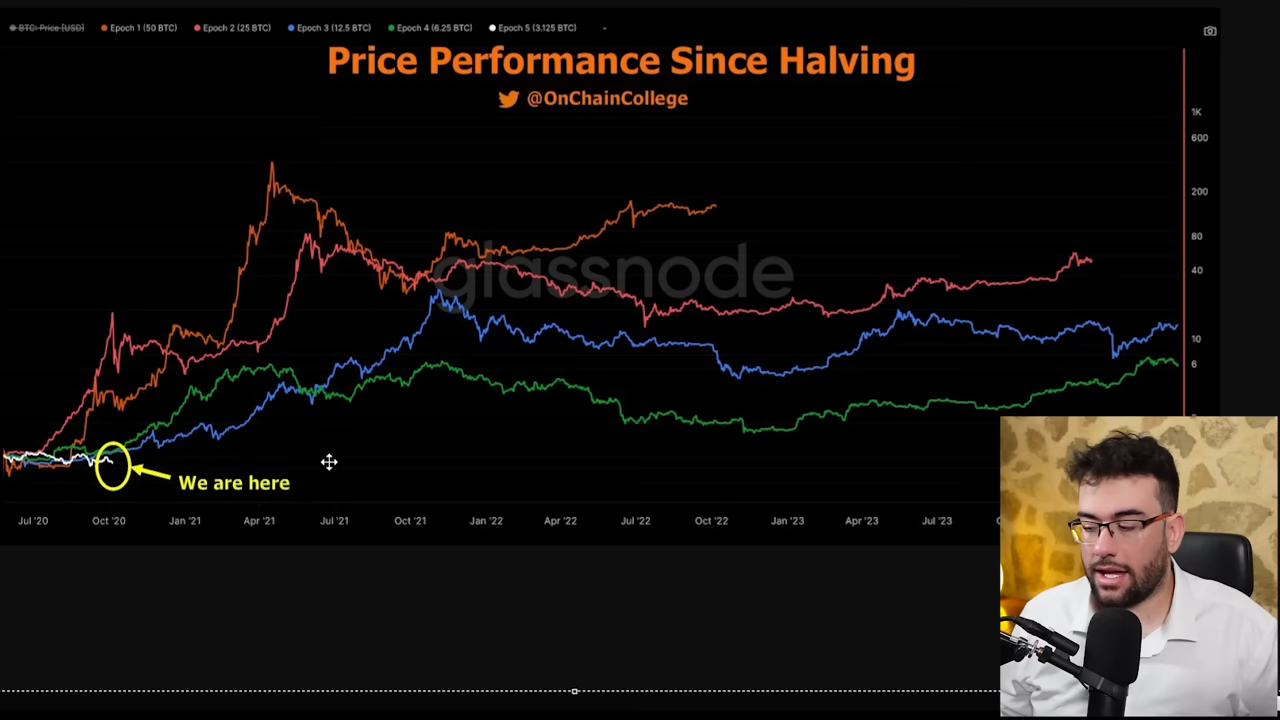 BTC: Price [USD] Epoch 1 (50 BTC) Epoch 2 (25 BTC) Epoch 3 (12.5 BTC) Epoch 4 (6.25 BTC) Epoch 5 (3.125 BTC)
Price Performance Since Halving
@OnChainCollege
1K
600
200
80
glassnode
40
10
6
We are here
Jul '20 Oct '20 Jan '21 Apr '21 Jul '21 Oct '21 Jan '22 Apr '22 Jul '22 Oct '22 Jan '23 Apr '23 Jul '23